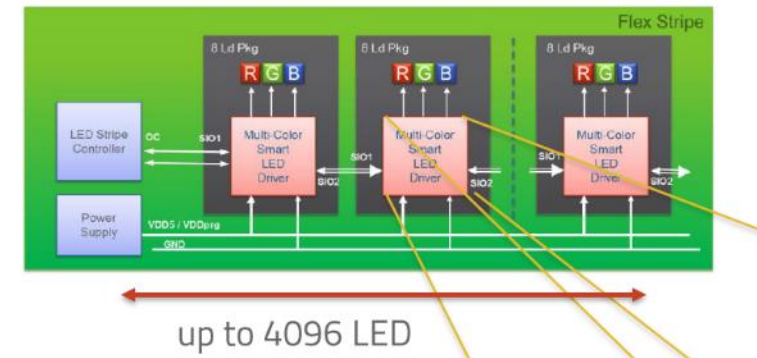 Flex Stripe
8 Ld Pkg
8 Ld Pkg
8 Ld Pkg
R G B
R G B
R G B
LED Stripe
Controller
OC
SIO1
Multi-Color
Smart
LED
Driver
SIO2
SIO1
Multi-Color
Smart
LED
Driver
SIO2
SIO1
Multi-Color
Smart
LED
Driver
SIO2
Power
Supply
VDD5 / VDDprg
GND
up to 4096 LED